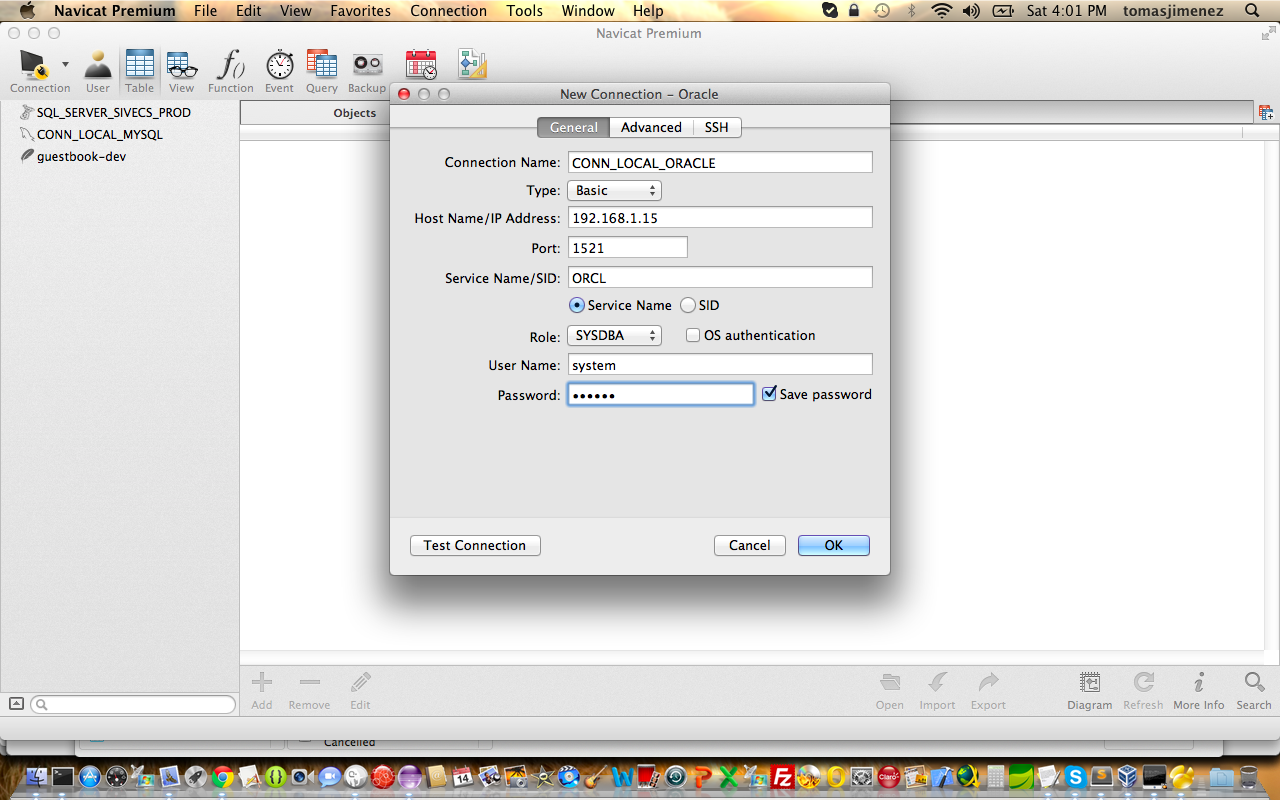 Navicat Premium File Edit View Favorites Connection Tools Window Help Sat 4:01 PM tomasjimenez
Navicat Premium
Connection User Table View Function Event Query Backup
New Connection - Oracle
SQL_SERVER_SIVECS_PROD
CONN_LOCAL_MYSQL
guestbook-dev
Objects
General Advanced SSH
Connection Name: CONN_LOCAL_ORACLE
Type: Basic
Host Name/IP Address: 192.168.1.15
Port: 1521
Service Name/SID: ORCL
Service Name SID
Role: SYSDBA OS authentication
User Name: system
Password: •••••• Save password
Test Connection Cancel OK
Add Remove Edit Open Import Export Diagram Refresh More Info Search
Cancelled
14